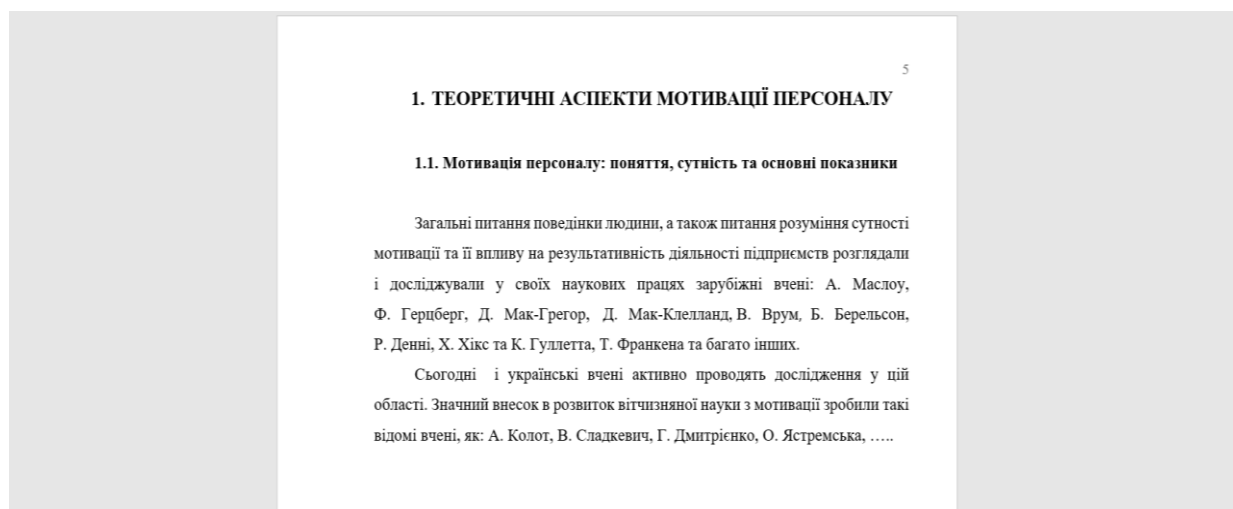 5
1. ТЕОРЕТИЧНІ АСПЕКТИ МОТИВАЦІЇ ПЕРСОНАЛУ
1.1. Мотивація персоналу: поняття, сутність та основні показники
Загальні питання поведінки людини, а також питання розуміння сутності
мотивації та її впливу на результативність діяльності підприємств розглядали
і досліджували у своїх наукових працях зарубіжні вчені: А. Маслоу,
Ф. Герцберг, Д. Мак-Грегор, Д. Мак-Клелланд, В. Врум, Б. Берельсон,
Р. Денні, Х. Хікс та К. Гуллетта, Т. Франкена та багато інших.
Сьогодні і українські вчені активно проводять дослідження у цій
області. Значний внесок в розвиток вітчизняної науки з мотивації зробили такі
відомі вчені, як: А. Колот, В. Сладкевич, Г. Дмитрієнко, О. Ястремська, …..